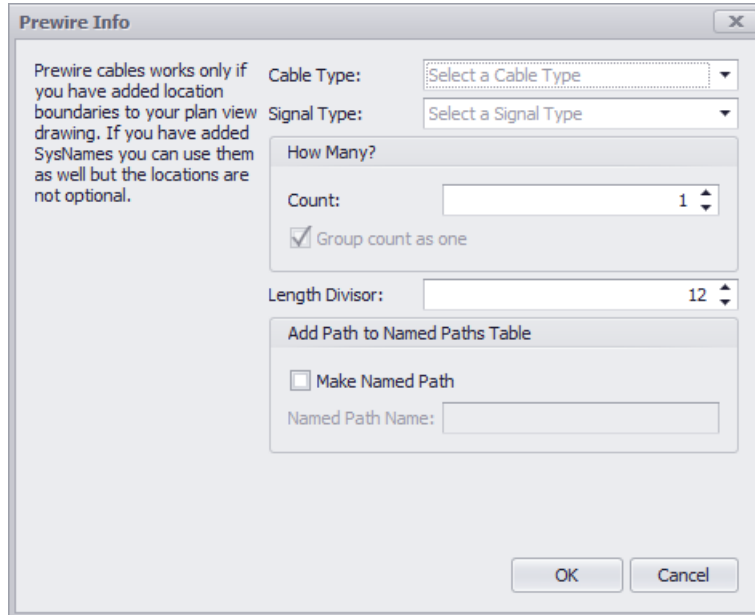 Prewire Info
Prewire cables works only if
you have added location
boundaries to your plan view
drawing. If you have added
SysNames you can use them
as well but the locations are
not optional.
Cable Type: Select a Cable Type
Signal Type: Select a Signal Type
How Many?
Count: 1
Group count as one
Length Divisor: 12
Add Path to Named Paths Table
Make Named Path
Named Path Name:
OK Cancel